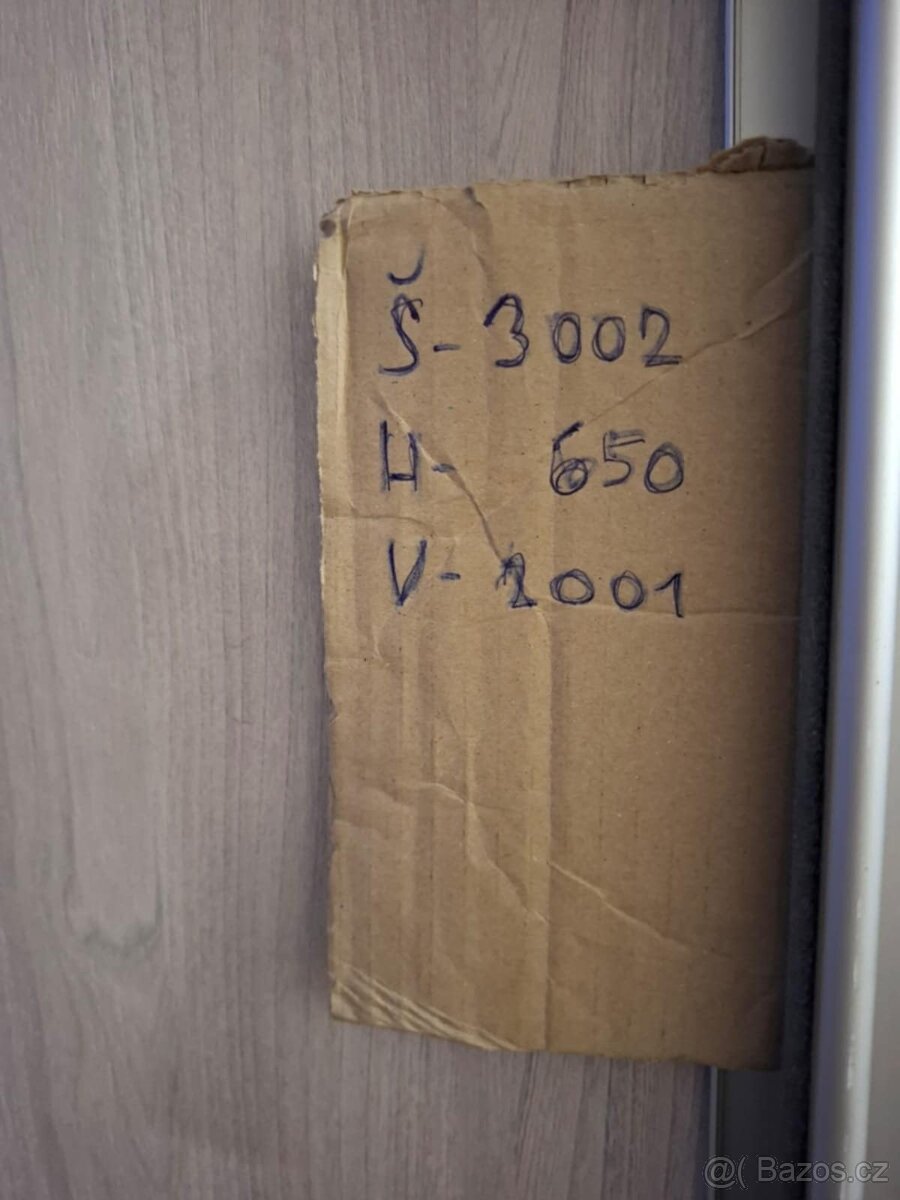 Š- 3002
H- 650
V- 2001
@( Bazos.cz